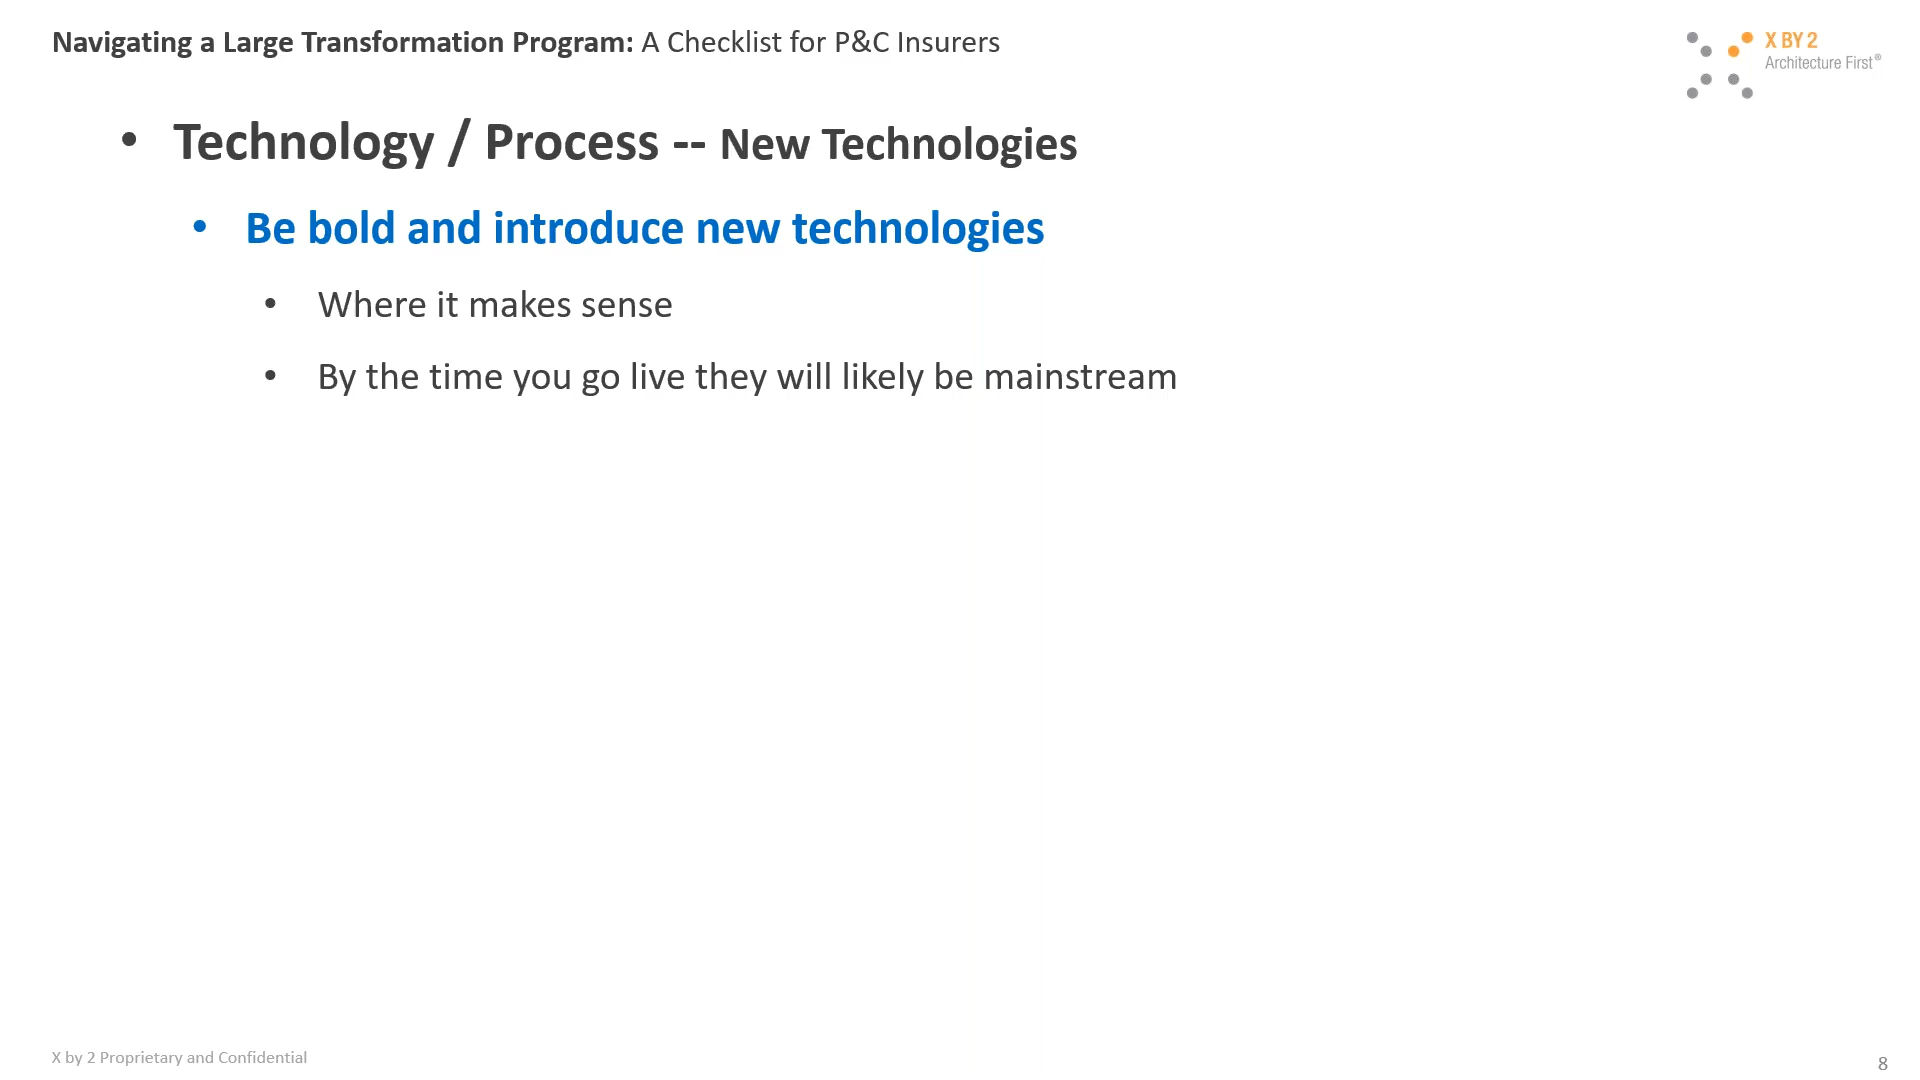 Navigating a Large Transformation Program: A Checklist for P&C Insurers
X BY 2
Architecture First®
• Technology / Process -- New Technologies
• Be bold and introduce new technologies
• Where it makes sense
• By the time you go live they will likely be mainstream
X by 2 Proprietary and Confidential
8